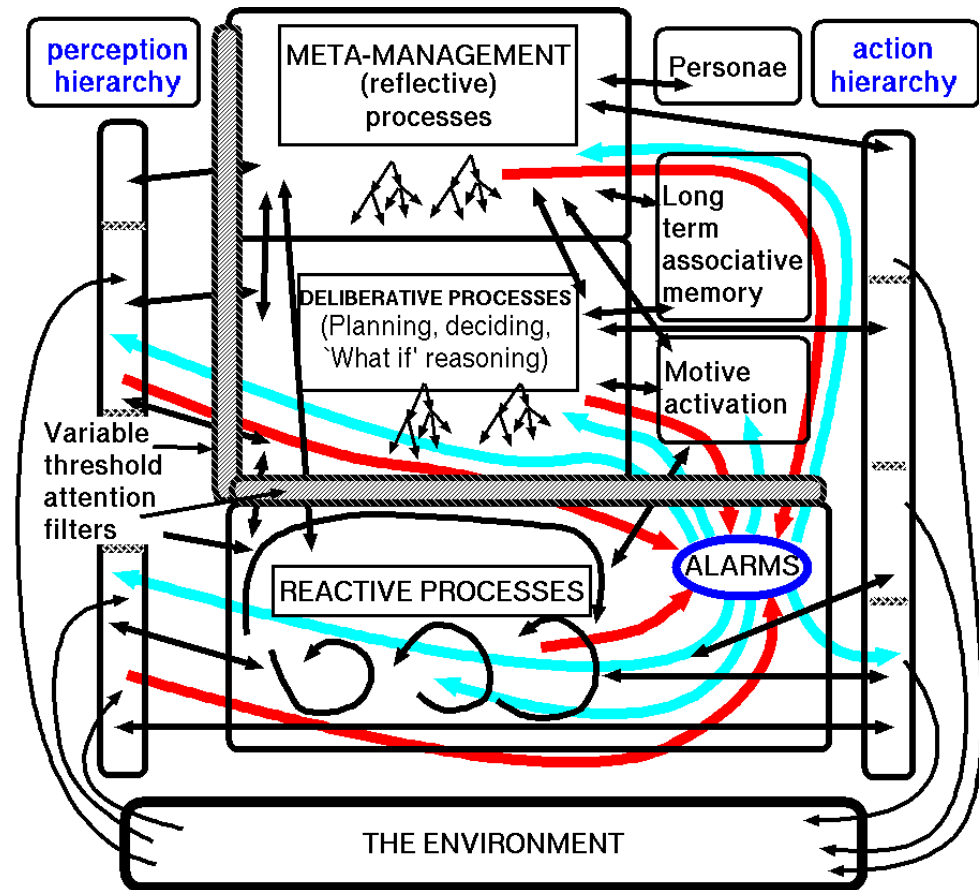 perception
hierarchy
META-MANAGEMENT
(reflective)
processes
Personae
action
hierarchy
Long
term
associative
memory
DELIBERATIVE PROCESSES
(Planning, deciding,
`What if' reasoning)
Motive
activation
Variable
threshold
attention
filters
ALARMS
REACTIVE PROCESSES
THE ENVIRONMENT